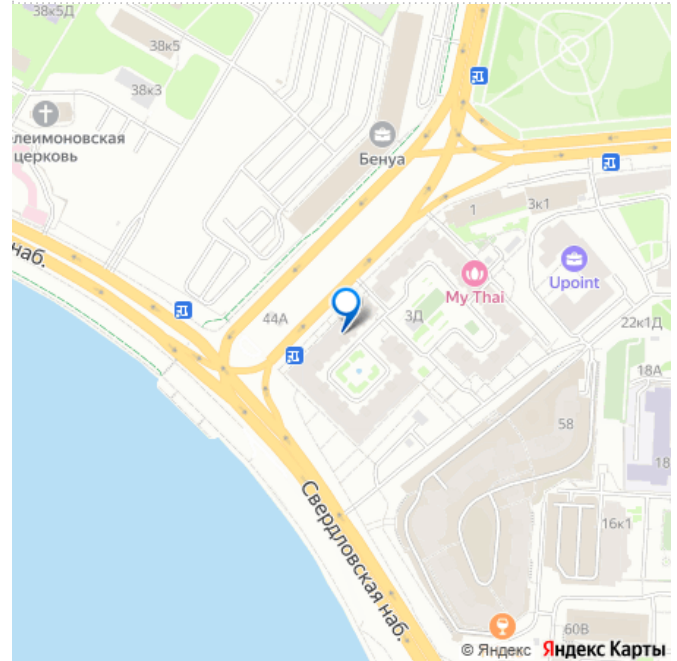 38к5Д
38к5
38к3
лелеимоновская
церковь
Бенуа
1
3к1
My Thai
Upoint
наб.
44А
3Д
22к1Д
18А
58
18
16к1
Свердловская наб.
60В
© Яндекс Яндекс Карты